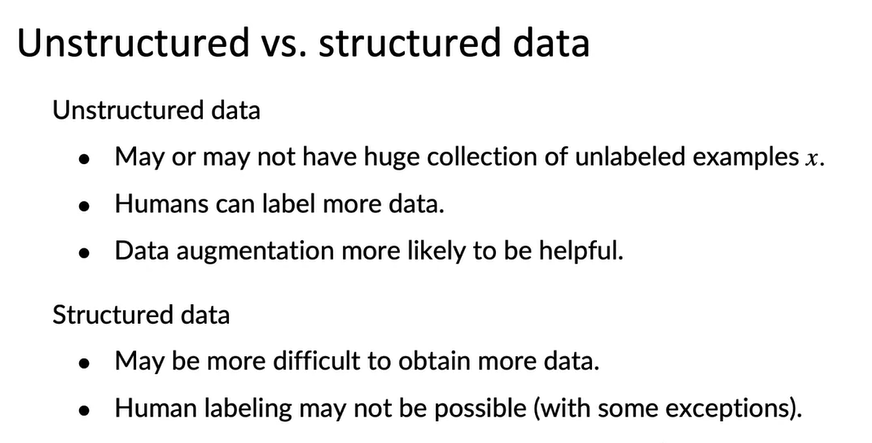 Unstructured vs. structured data
Unstructured data
● May or may not have huge collection of unlabeled examples x.
● Humans can label more data.
● Data augmentation more likely to be helpful.
Structured data
● May be more difficult to obtain more data.
● Human labeling may not be possible (with some exceptions).